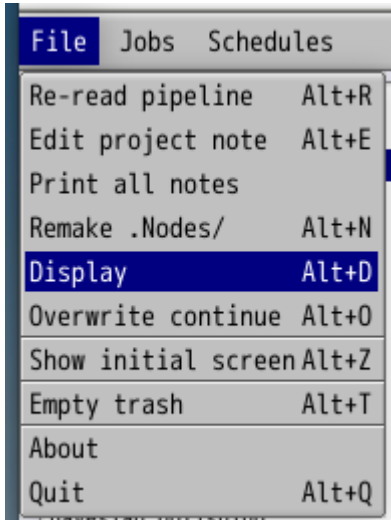 File Jobs Schedules
Re-read pipeline Alt+R
Edit project note Alt+E
Print all notes
Remake .Nodes/ Alt+N
Display Alt+D
Overwrite continue Alt+O
Show initial screen Alt+Z
Empty trash Alt+T
About
Quit Alt+Q